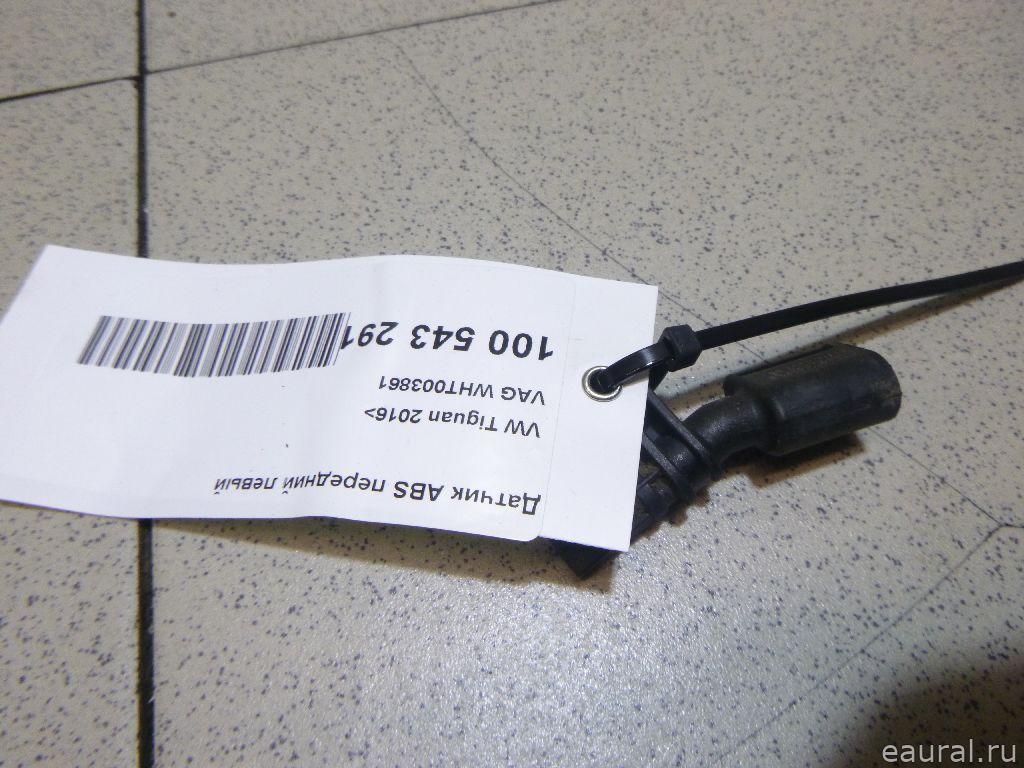 Датчик ABS передний левый
VW Tiguan 2016>
VAG WHT003861
100 543 291
eaural.ru